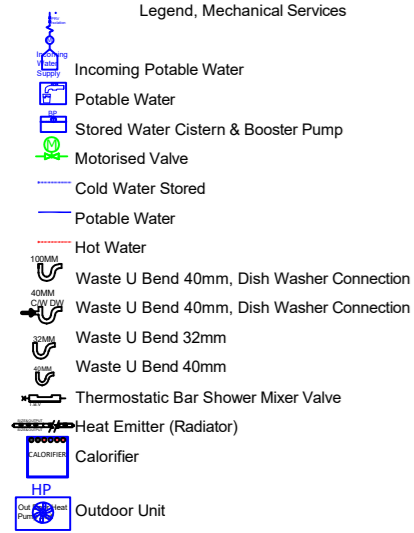 Legend, Mechanical Services
Incoming
Water
Supply
Incoming Potable Water
Potable Water
BP
Stored Water Cistern & Booster Pump
M
Motorised Valve
Cold Water Stored
Potable Water
Hot Water
100MM
Waste U Bend 40mm, Dish Washer Connection
40MM
C/W DW
Waste U Bend 40mm, Dish Washer Connection
32MM
Waste U Bend 32mm
40MM
Waste U Bend 40mm
Thermostatic Bar Shower Mixer Valve
Heat Emitter (Radiator)
CALORIFIER
Calorifier
HP
Out Heat
Pump
Outdoor Unit